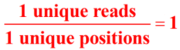 1 unique reads
1 unique positions = 1